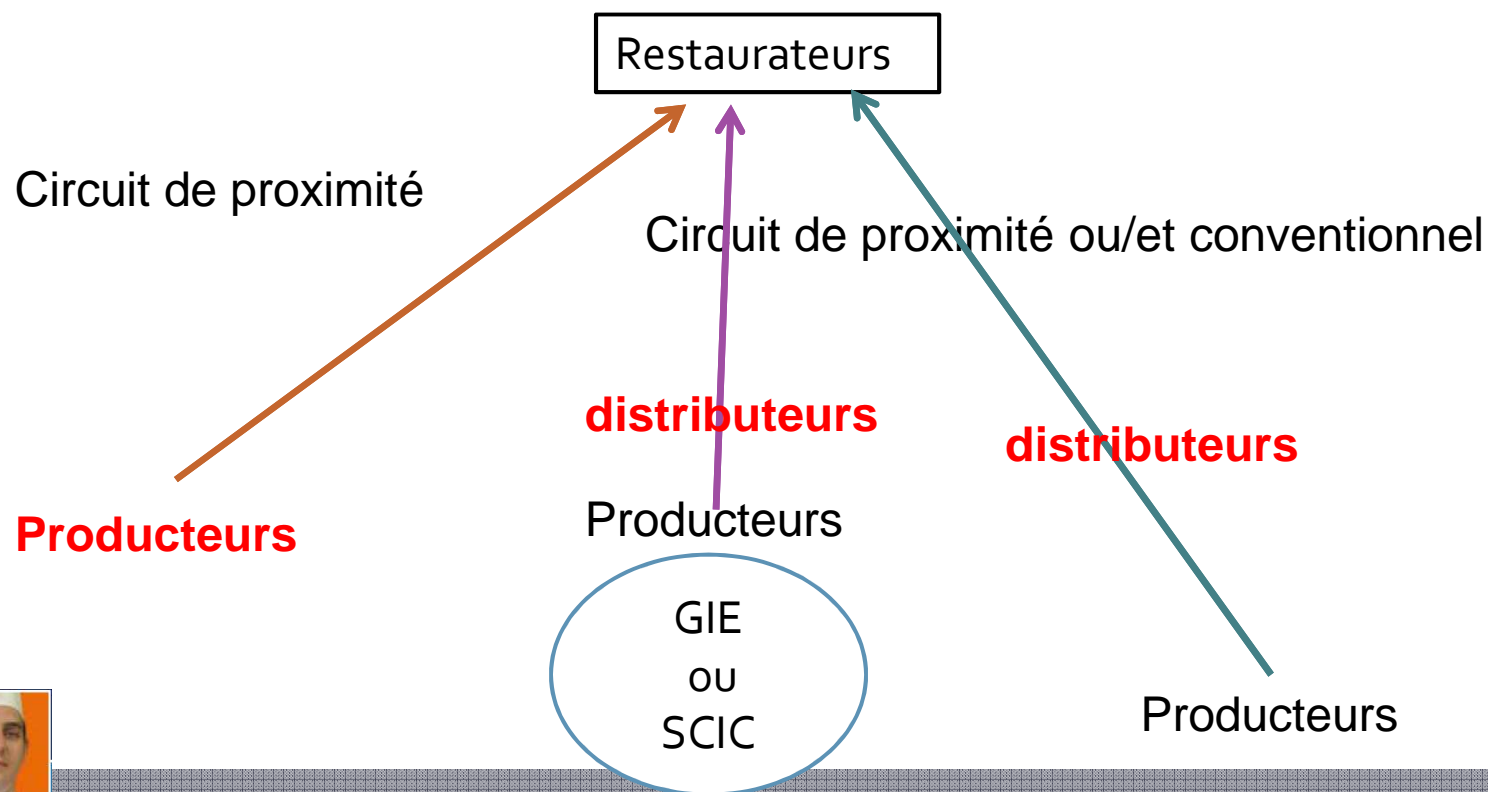 Restaurateurs
Circuit de proximité
Circuit de proximité ou/et conventionnel
distributeurs
distributeurs
Producteurs
Producteurs
GIE
ou
SCIC
Producteurs